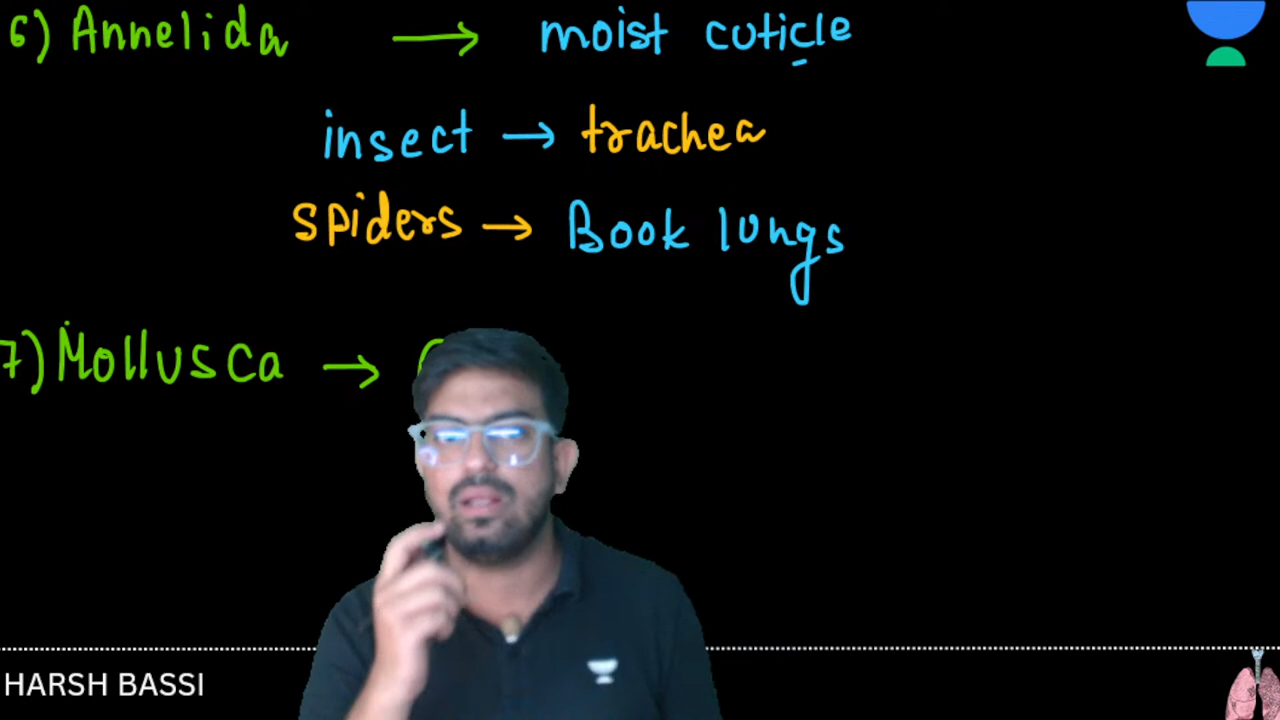 6) Annelida → moist cuticle
insect → trachea
spiders → Book lungs
7) Mollusca →
HARSH BASSI